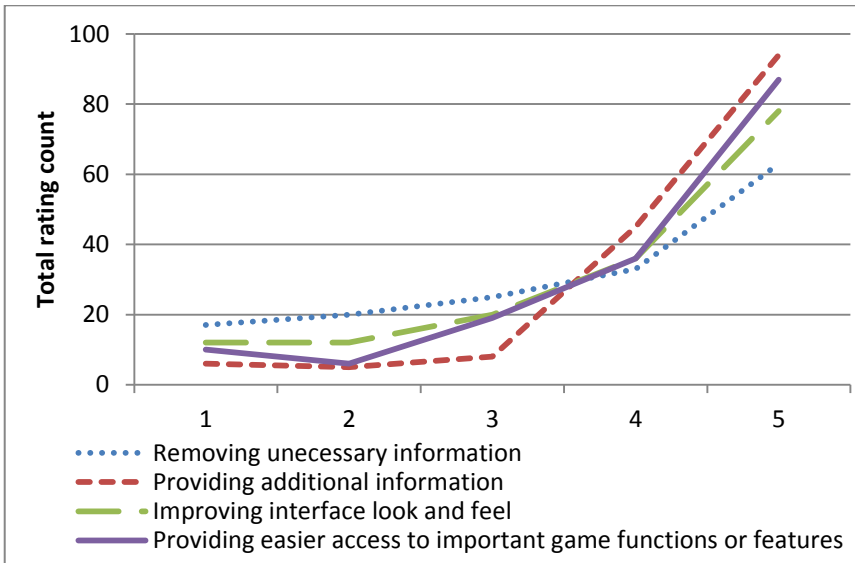 100
80
60
40
20
0
Total rating count
1 2 3 4 5
Removing unecessary information
Providing additional information
Improving interface look and feel
Providing easier access to important game functions or features